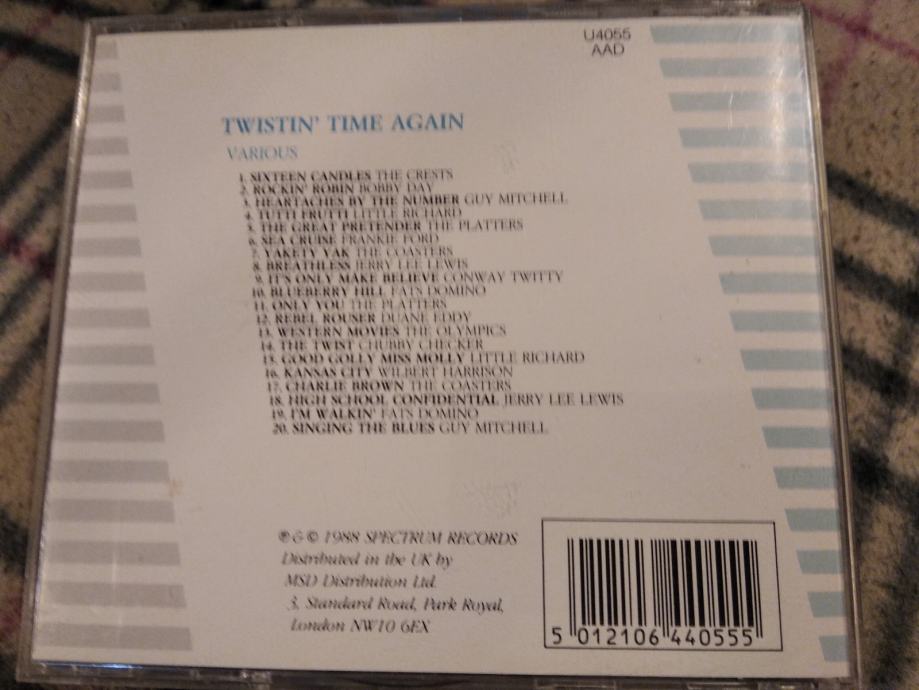 U4055
AAD
TWISTIN' TIME AGAIN
VARIOUS
1. SIXTEEN CANDLES THE CRESTS
2. ROCKIN' ROBIN BOBBY DAY
3. HEARTACHES BY THE NUMBER GUY MITCHELL
4. TUTTI FRUTTI LITTLE RICHARD
5. THE GREAT PRETENDER THE PLATTERS
6. SEA CRUISE FRANKIE FORD
7. YAKETY YAK THE COASTERS
8. BREATHLESS JERRY LEE LEWIS
9. IT'S ONLY MAKE BELIEVE CONWAY TWITTY
10. BLUEBERRY HILL FATS DOMINO
11. ONLY YOU THE PLATTERS
12. REBEL ROUSER DUANE EDDY
13. WESTERN MOVIES THE OLYMPICS
14. THE TWIST CHUBBY CHECKER
15. GOOD GOLLY MISS MOLLY LITTLE RICHARD
16. KANSAS CITY WILBERT HARRISON
17. CHARLIE BROWN THE COASTERS
18. HIGH SCHOOL CONFIDENTIAL JERRY LEE LEWIS
19. I'M WALKIN' FATS DOMINO
20. SINGING THE BLUES GUY MITCHELL
℗ & © 1988 SPECTRUM RECORDS
Distributed in the UK by
MSD Distribution Ltd.
3, Standard Road, Park Royal,
London NW10 6EX
5 012106 440555